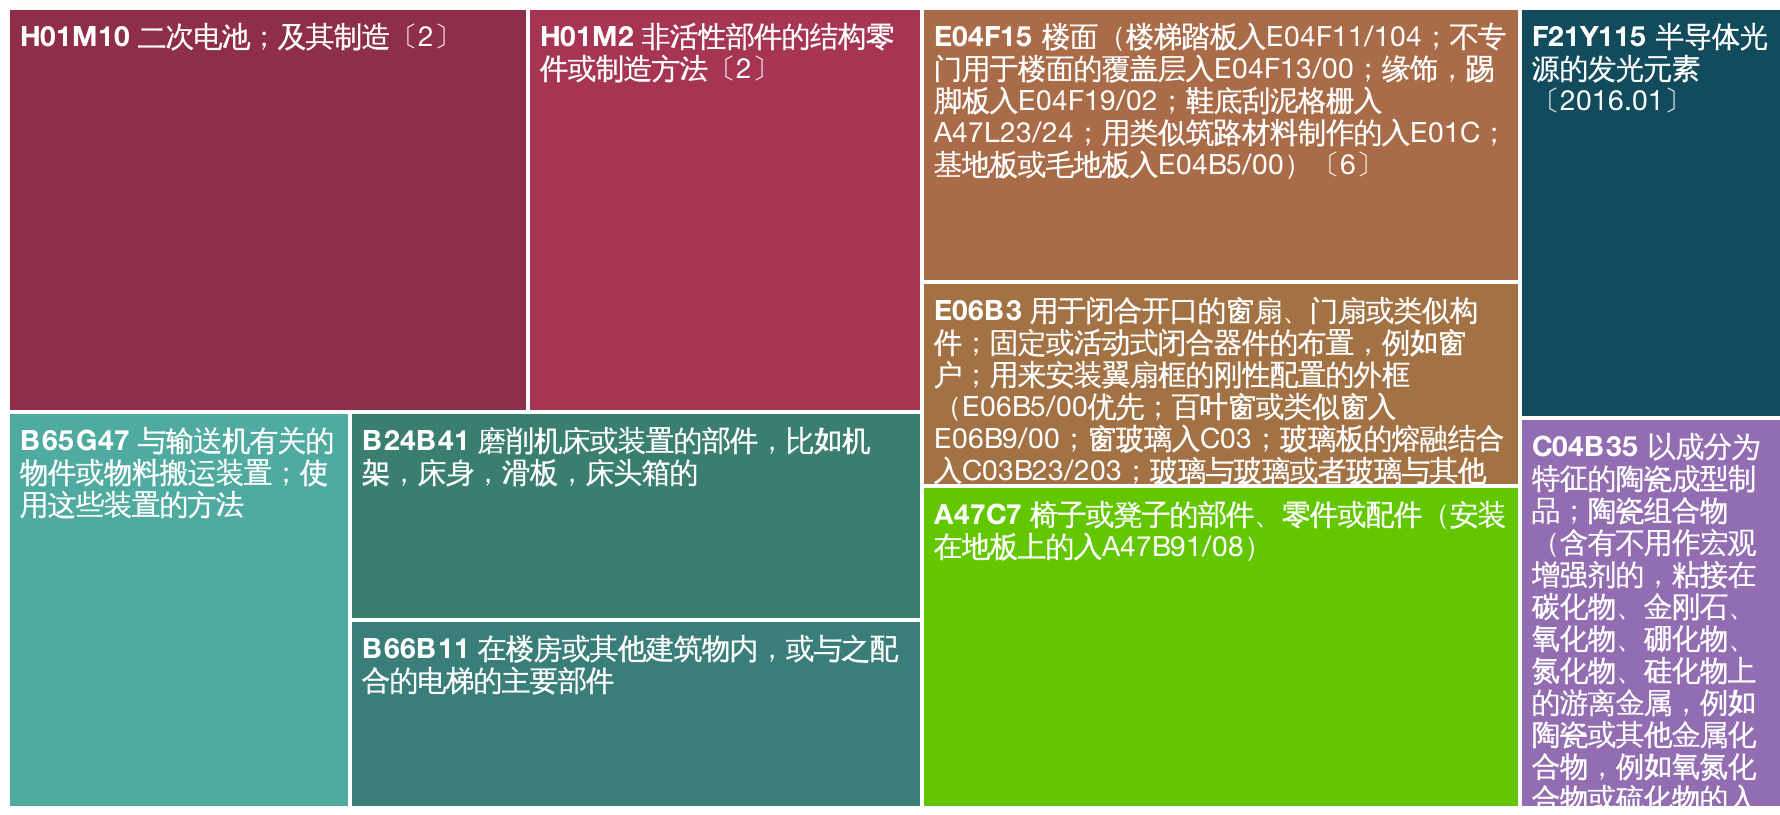 H01M10 二次电池；及其制造〔2〕
H01M2 非活性部件的结构零
件或制造方法〔2〕
E04F15 楼面（楼梯踏板入E04F11/104；不专
门用于楼面的覆盖层入E04F13/00；缘饰，踢
脚板入E04F19/02；鞋底刮泥格栅入
A47L23/24；用类似筑路材料制作的入E01C；
基地板或毛地板入E04B5/00）〔6〕
F21Y115 半导体光
源的发光元素
〔2016.01〕
E06B3 用于闭合开口的窗扇、门扇或类似构
件；固定或活动式闭合器件的布置，例如窗
户；用来安装翼扇框的刚性配置的外框
（E06B5/00优先；百叶窗或类似窗入
E06B9/00；窗玻璃入C03；玻璃板的熔融结合
入C03B23/203；玻璃与玻璃或者玻璃与其他
B65G47 与输送机有关的
物件或物料搬运装置；使
用这些装置的方法
B24B41 磨削机床或装置的部件，比如机
架，床身，滑板，床头箱的
B66B11 在楼房或其他建筑物内，或与之配
合的电梯的主要部件
A47C7 椅子或凳子的部件、零件或配件（安装
在地板上的入A47B91/08）
C04B35 以成分为
特征的陶瓷成型制
品；陶瓷组合物
（含有不用作宏观
增强剂的，粘接在
碳化物、金刚石、
氧化物、硼化物、
氮化物、硅化物上
的游离金属，例如
陶瓷或其他金属化
合物，例如氧氮化
合物或硫化物的入